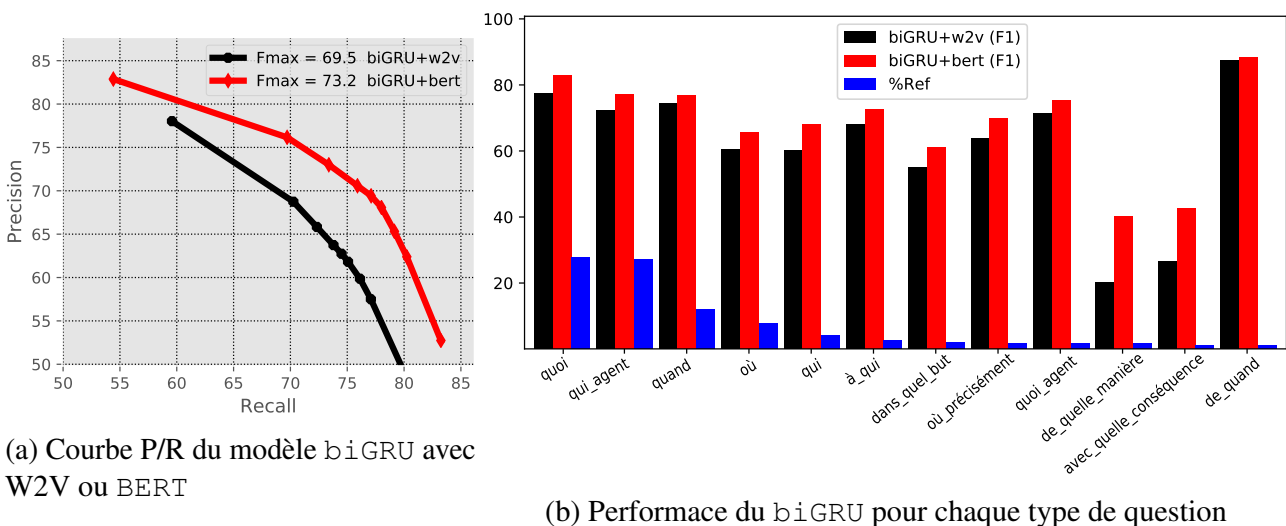 Fmax = 69.5 biGRU+w2v
Fmax = 73.2 biGRU+bert
Precision
85
80
75
70
65
60
55
50
50 55 60 65 70 75 80 85
Recall
(a) Courbe P/R du modèle biGRU avec
W2V ou BERT
biGRU+w2v (F1)
biGRU+bert (F1)
%Ref
100
80
60
40
20
quoi
qui_agent
quand
où
qui
à_qui
dans_quel_but
où_précisément
quoi_agent
de_quelle_manière
avec_quelle_conséquence
de_quand
(b) Performace du biGRU pour chaque type de question